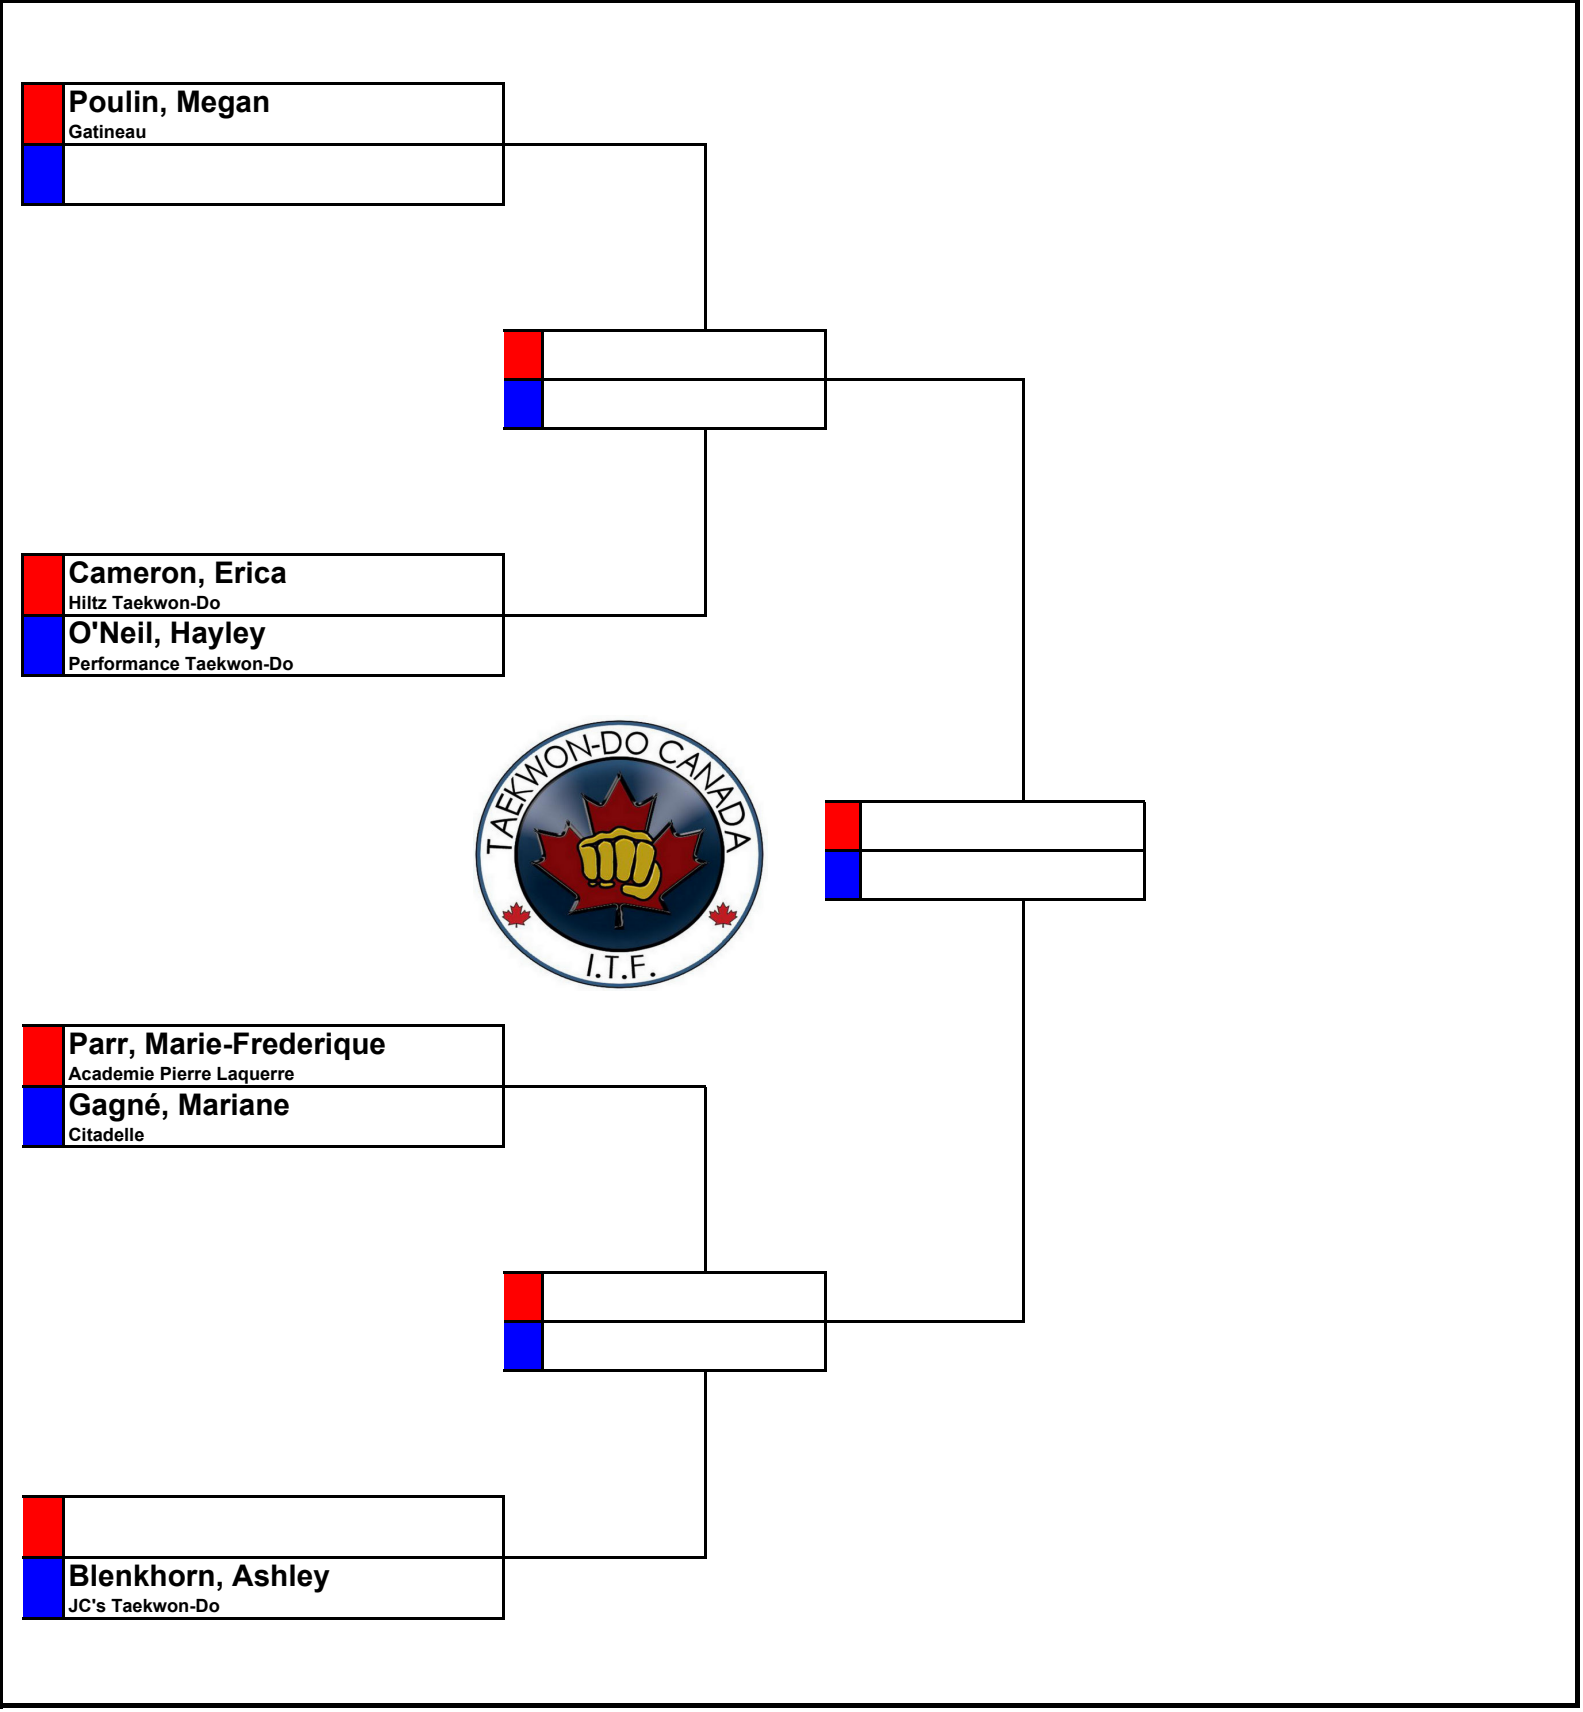 Poulin, Megan
Gatineau
Cameron, Erica
Hiltz Taekwon-Do
O'Neil, Hayley
Performance Taekwon-Do
TAEKWON-DO CANADA
I.T.F.
Parr, Marie-Frederique
Academie Pierre Laquerre
Gagné, Mariane
Citadelle
Blenkhorn, Ashley
JC's Taekwon-Do